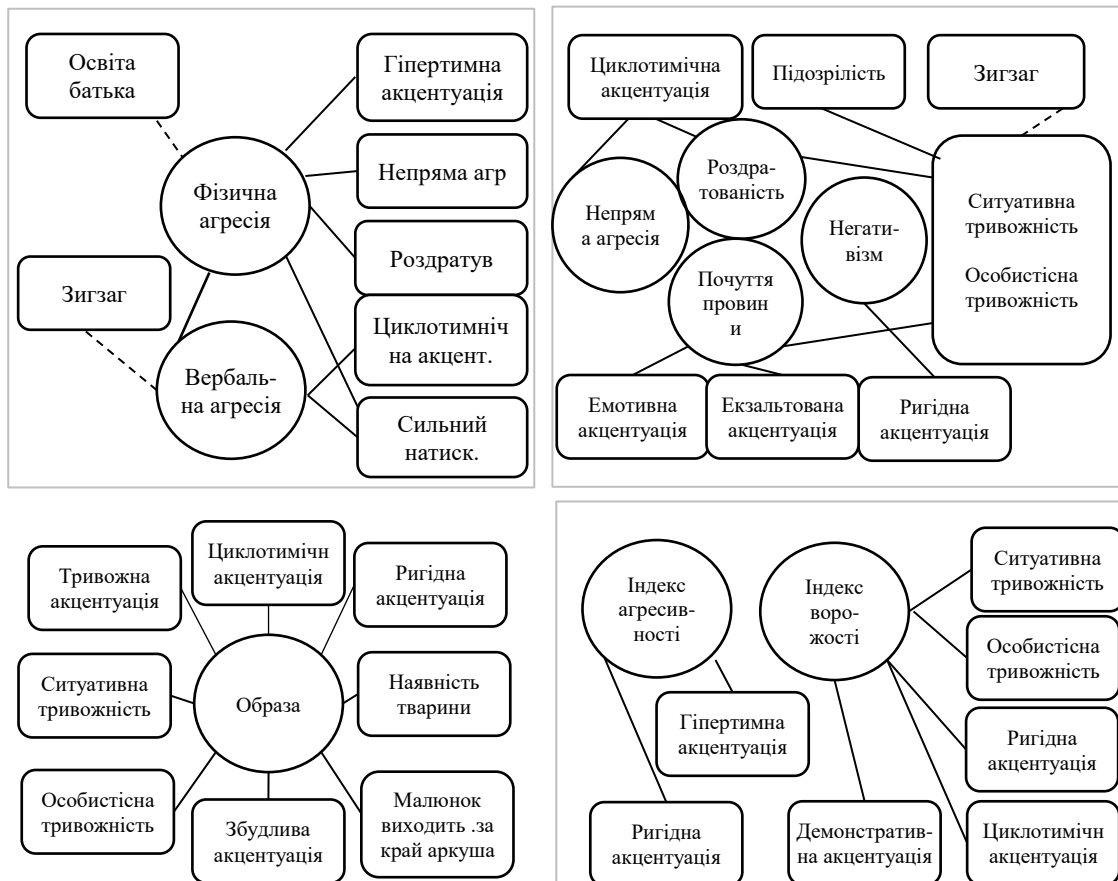 Освіта
батька
Гіпертимна
акцентуація
Фізична
агресія
Непряма агр
Роздратув
Зигзаг
Циклотимніч
на акцент.
Вербаль-
на агресія
Сильний
натиск.
Циклотимічна
акцентуація
Підозрілість
Зигзаг
Роздра-
тованість
Непрям
а агресія
Негати-
візм
Ситуативна
тривожність
Особистісна
тривожність
Почуття
провин
и
Емотивна
акцентуація
Екзальтована
акцентуація
Ригідна
акцентуація
Тривожна
акцентуація
Циклотимічн
акцентуація
Ригідна
акцентуація
Ситуативна
тривожність
Образа
Наявність
тварини
Особистісна
тривожність
Збудлива
акцентуація
Малюнок
виходить .за
край аркуша
Індекс
агресив-
ності
Індекс
воро-
жості
Ситуативна
тривожність
Особистісна
тривожність
Гіпертимна
акцентуація
Ригідна
акцентуація
Ригідна
акцентуація
Демонстратив-
на акцентуація
Циклотимічн
акцентуація